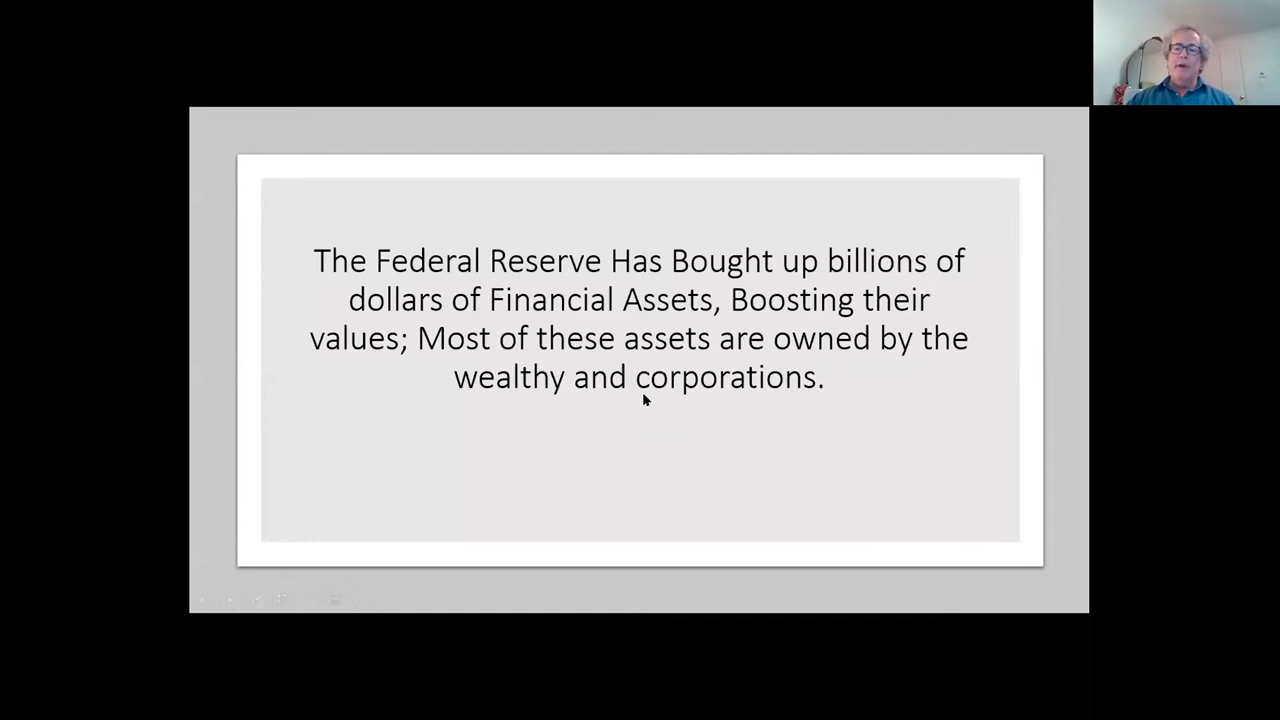 The Federal Reserve Has Bought up billions of
dollars of Financial Assets, Boosting their
values; Most of these assets are owned by the
wealthy and corporations.